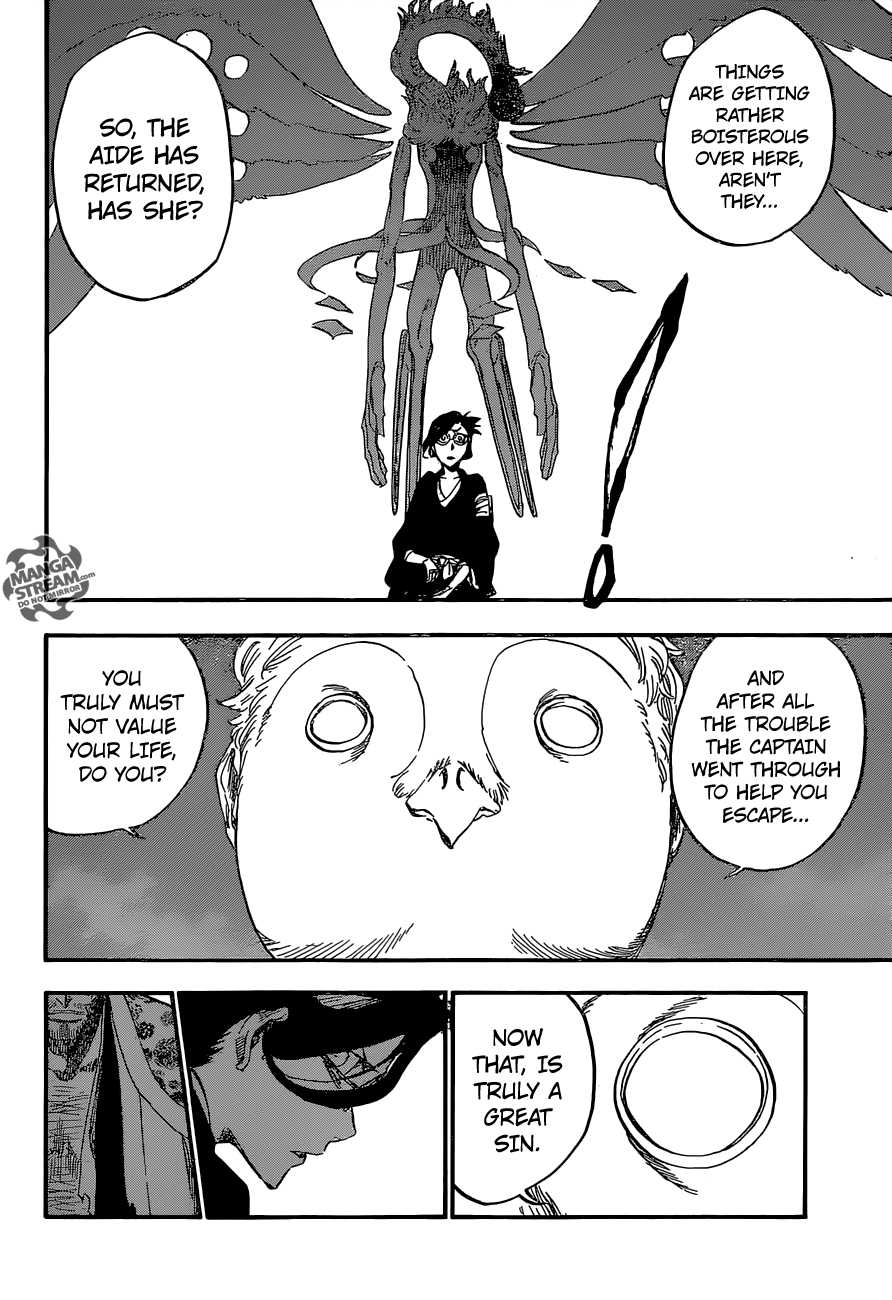 THINGS
ARE GETTING
RATHER
BOISTEROUS
OVER HERE,
AREN'T
THEY...
SO, THE
AIDE HAS
RETURNED,
HAS SHE?
MANGA
STREAM.com
DO NOT MIRROR
AND
AFTER ALL
THE TROUBLE
THE CAPTAIN
WENT THROUGH
TO HELP YOU
ESCAPE...
YOU
TRULY MUST
NOT VALUE
YOUR LIFE,
DO YOU?
NOW
THAT, IS
TRULY A
GREAT
SIN.